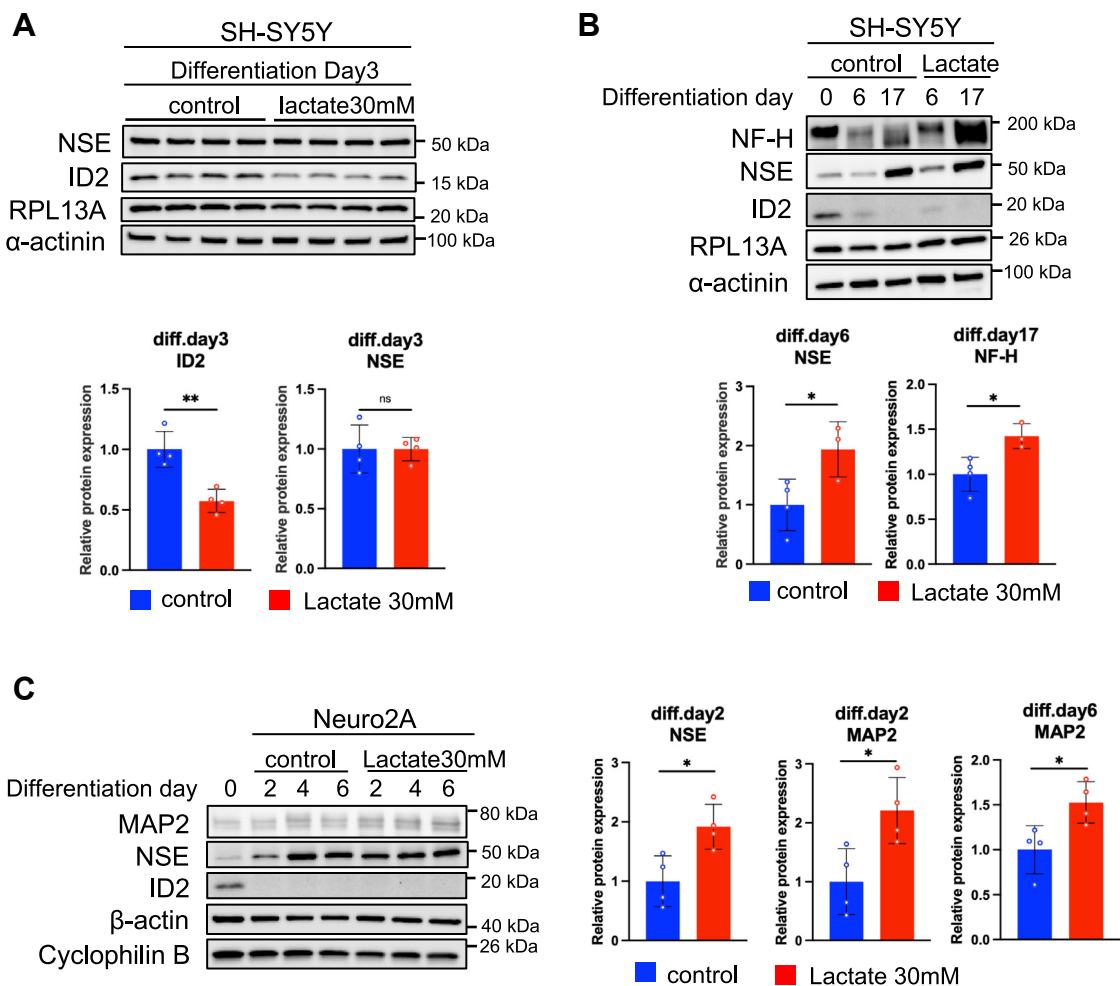 A
SH-SY5Y
Differentiation Day3
control lactate30mM
NSE 50 kDa
ID2 15 kDa
RPL13A 20 kDa
α-actinin 100 kDa
diff.day3
ID2
Relative protein expression
1.5
1.0
0.5
0.0
**
diff.day3
NSE
Relative protein expression
1.5
1.0
0.5
0.0
ns
control Lactate 30mM
B
SH-SY5Y
control Lactate
Differentiation day 0 6 17 6 17
NF-H 200 kDa
NSE 50 kDa
ID2 20 kDa
RPL13A 26 kDa
α-actinin 100 kDa
diff.day6
NSE
Relative protein expression
3
2
1
0
*
diff.day17
NF-H
Relative protein expression
2.0
1.5
1.0
0.5
0.0
*
control Lactate 30mM
C
Neuro2A
control Lactate30mM
Differentiation day 0 2 4 6 2 4 6
MAP2 80 kDa
NSE 50 kDa
ID2 20 kDa
β-actin 40 kDa
Cyclophilin B 26 kDa
diff.day2
NSE
Relative protein expression
3
2
1
0
*
diff.day2
MAP2
Relative protein expression
3
2
1
0
*
diff.day6
MAP2
Relative protein expression
2.0
1.5
1.0
0.5
0.0
*
control Lactate 30mM